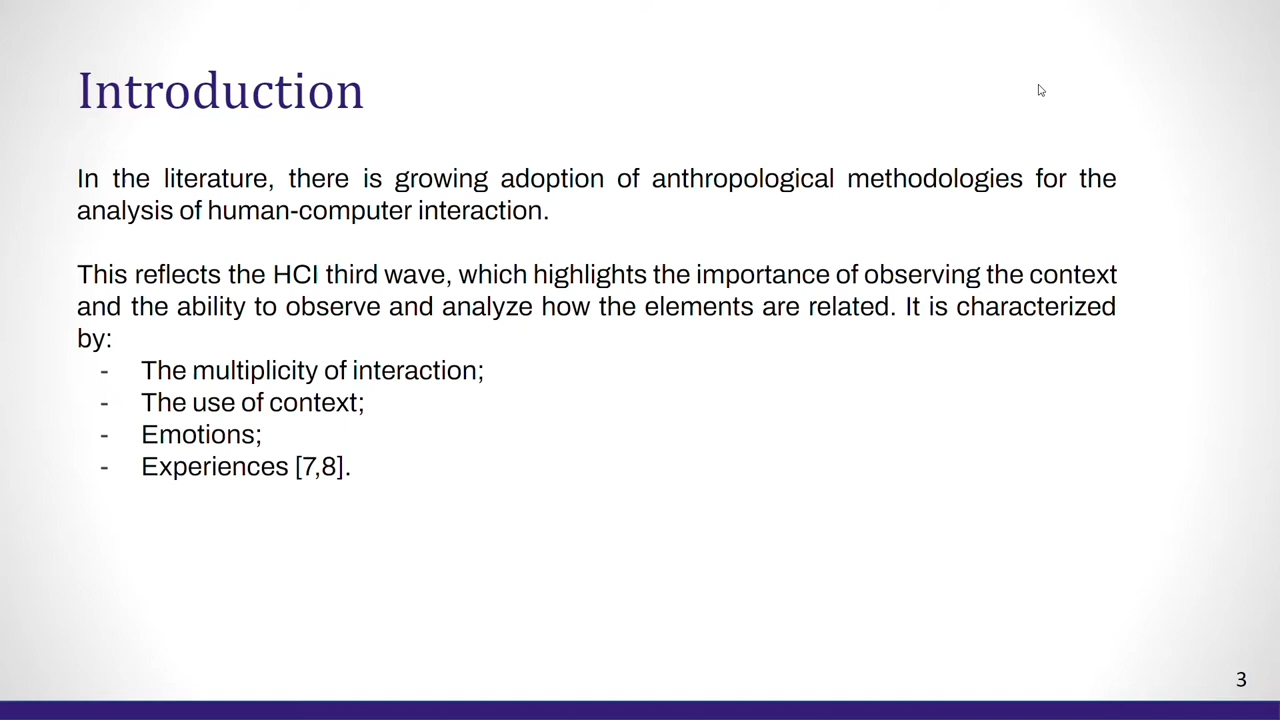 Introduction
In the literature, there is growing adoption of anthropological methodologies for the
analysis of human-computer interaction.
This reflects the HCI third wave, which highlights the importance of observing the context
and the ability to observe and analyze how the elements are related. It is characterized
by:
- The multiplicity of interaction;
- The use of context;
- Emotions;
- Experiences [7,8].
3